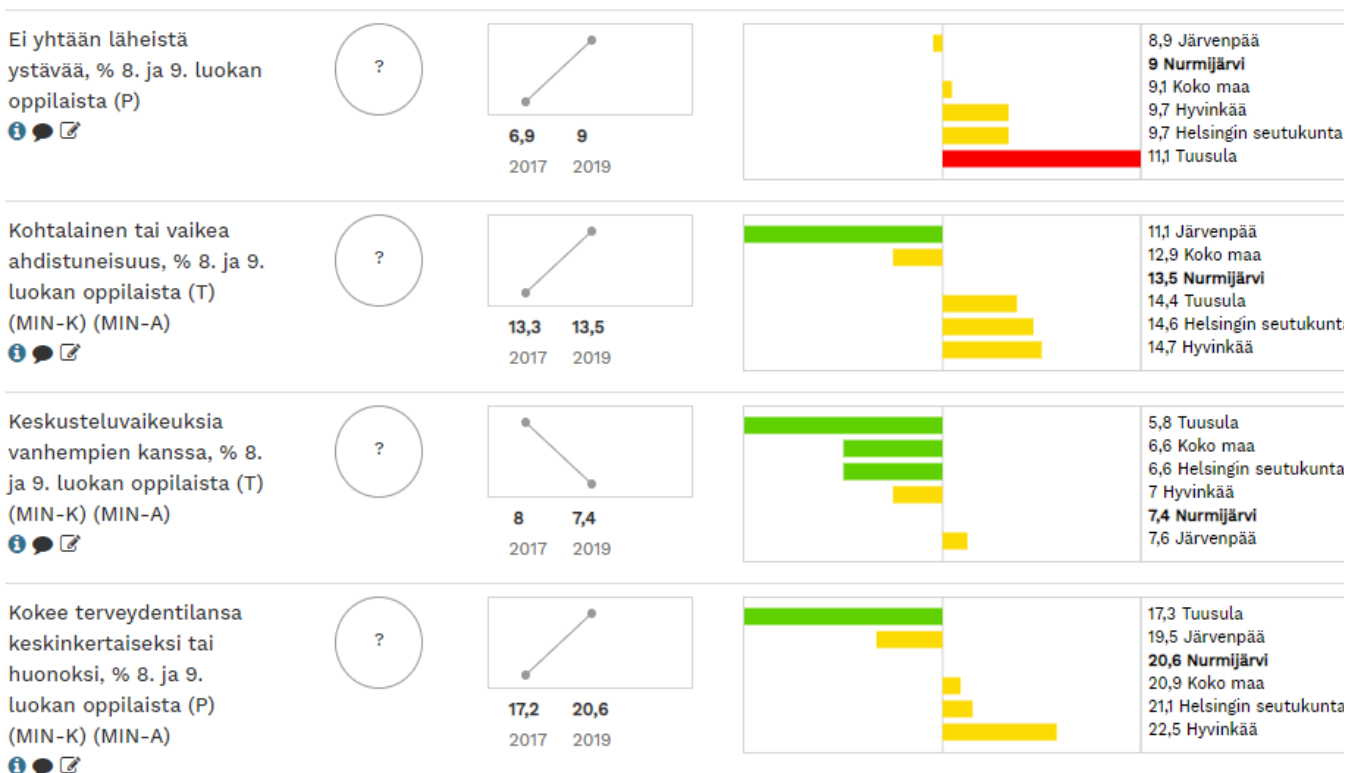 Ei yhtään läheistä
ystävää, % 8. ja 9. luokan
oppilaista (P)
?
6,9 9
2017 2019
8,9 Järvenpää
9 Nurmijärvi
9,1 Koko maa
9,7 Hyvinkää
9,7 Helsingin seutukunta
11,1 Tuusula
Kohtalainen tai vaikea
ahdistuneisuus, % 8. ja 9.
luokan oppilaista (T)
(MIN-K) (MIN-A)
?
13,3 13,5
2017 2019
11,1 Järvenpää
12,9 Koko maa
13,5 Nurmijärvi
14,4 Tuusula
14,6 Helsingin seutukunta
14,7 Hyvinkää
Keskusteluvaikeuksia
vanhempien kanssa, % 8.
ja 9. luokan oppilaista (T)
(MIN-K) (MIN-A)
?
8 7,4
2017 2019
5,8 Tuusula
6,6 Koko maa
6,6 Helsingin seutukunta
7 Hyvinkää
7,4 Nurmijärvi
7,6 Järvenpää
Kokee terveydentilansa
keskinkertaiseksi tai
huonoksi, % 8. ja 9.
luokan oppilaista (P)
(MIN-K) (MIN-A)
?
17,2 20,6
2017 2019
17,3 Tuusula
19,5 Järvenpää
20,6 Nurmijärvi
20,9 Koko maa
21,1 Helsingin seutukunta
22,5 Hyvinkää